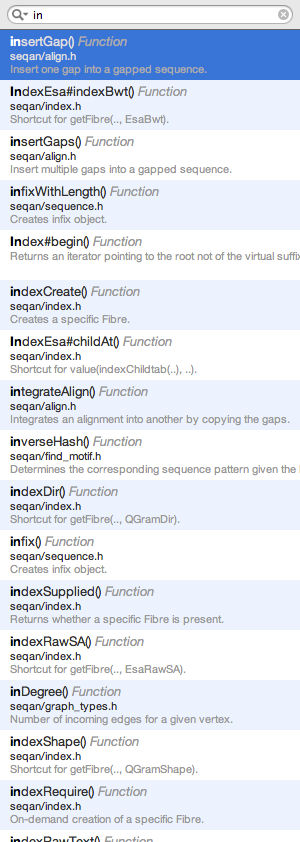 in
insertGap() Function
seqan/align.h
Insert one gap into a gapped sequence.
IndexEsa#indexBwt() Function
seqan/index.h
Shortcut for getFibre(.., EsaBwt).
insertGaps() Function
seqan/align.h
Insert multiple gaps into a gapped sequence.
infixWithLength() Function
seqan/sequence.h
Creates infix object.
Index#begin() Function
Returns an iterator pointing to the root not of the virtual suffix
indexCreate() Function
seqan/index.h
Creates a specific Fibre.
IndexEsa#childAt() Function
seqan/index.h
Shortcut for value(indexChildtab(..), ..).
integrateAlign() Function
seqan/align.h
Integrates an alignment into another by copying the gaps.
inverseHash() Function
seqan/find_motif.h
Determines the corresponding sequence pattern given the
indexDir() Function
seqan/index.h
Shortcut for getFibre(.., QGramDir).
infix() Function
seqan/sequence.h
Creates infix object.
indexSupplied() Function
seqan/index.h
Returns whether a specific Fibre is present.
indexRawSA() Function
seqan/index.h
Shortcut for getFibre(.., EsaRawSA).
inDegree() Function
seqan/graph_types.h
Number of incoming edges for a given vertex.
indexShape() Function
seqan/index.h
Shortcut for getFibre(.., QGramShape).
indexRequire() Function
seqan/index.h
On-demand creation of a specific Fibre.
indexRawText() Function